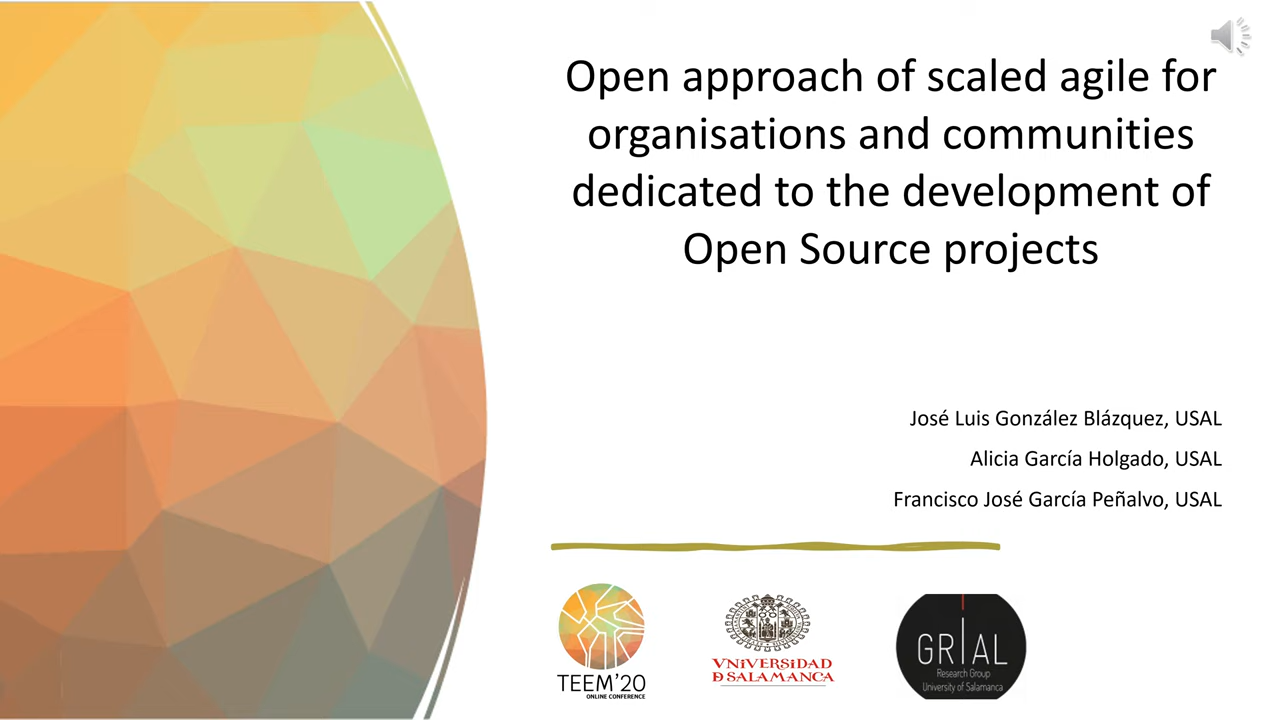 Open approach of scaled agile for
organisations and communities
dedicated to the development of
Open Source projects
José Luis González Blázquez, USAL
Alicia García Holgado, USAL
Francisco José García Peñalvo, USAL
TEEM'20
ONLINE CONFERENCE
VNiVERSiDAD
D SALAMANCA
GRIAL
Research Group
University of Salamanca